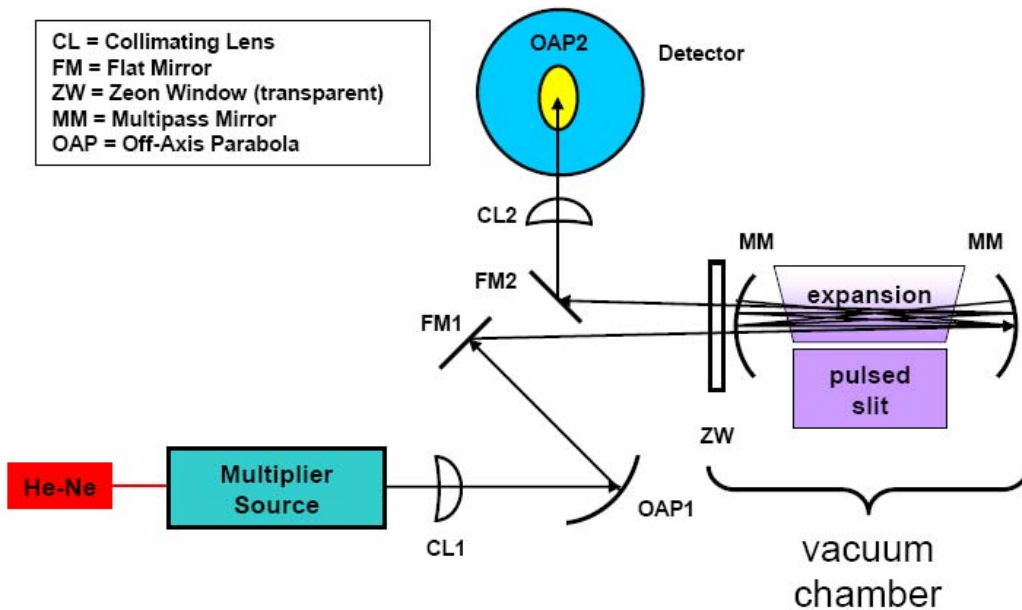 CL = Collimating Lens
FM = Flat Mirror
ZW = Zeon Window (transparent)
MM = Multipass Mirror
OAP = Off-Axis Parabola
OAP2
Detector
CL2
MM
MM
FM2
expansion
FM1
pulsed
slit
ZW
He-Ne
Multiplier
Source
OAP1
CL1
vacuum
chamber